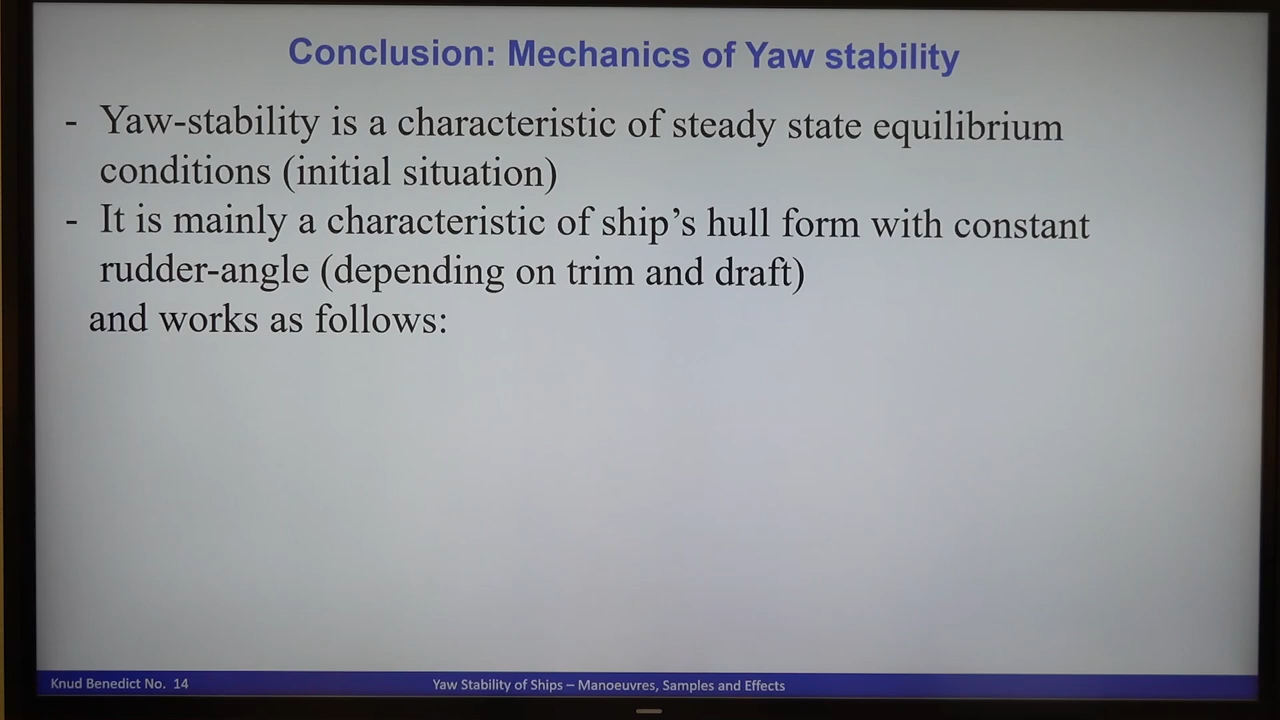 Conclusion: Mechanics of Yaw stability
- Yaw-stability is a characteristic of steady state equilibrium
conditions (initial situation)
- It is mainly a characteristic of ship’s hull form with constant
rudder-angle (depending on trim and draft)
and works as follows:
Knud Benedict No. 14
Yaw Stability of Ships – Manoeuvres, Samples and Effects